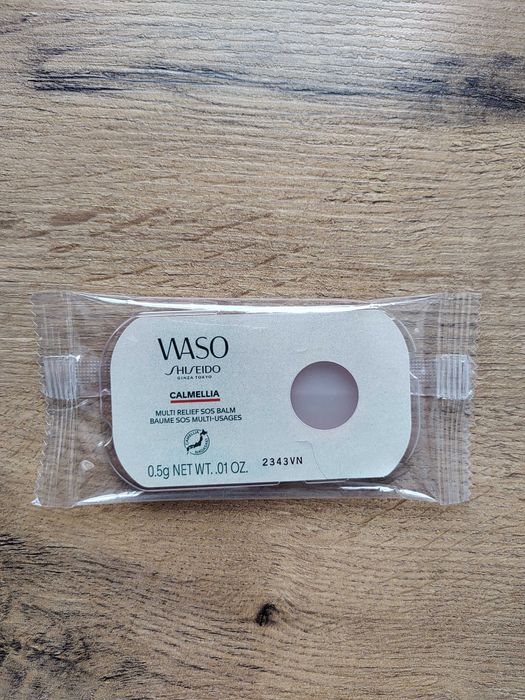 WASO
SHISEIDO
GINZA TOKYO
CALMELLIA
MULTI RELIEF SOS BALM
BAUME SOS MULTI-USAGES
0.5g NET WT. .01 OZ.
2343VN